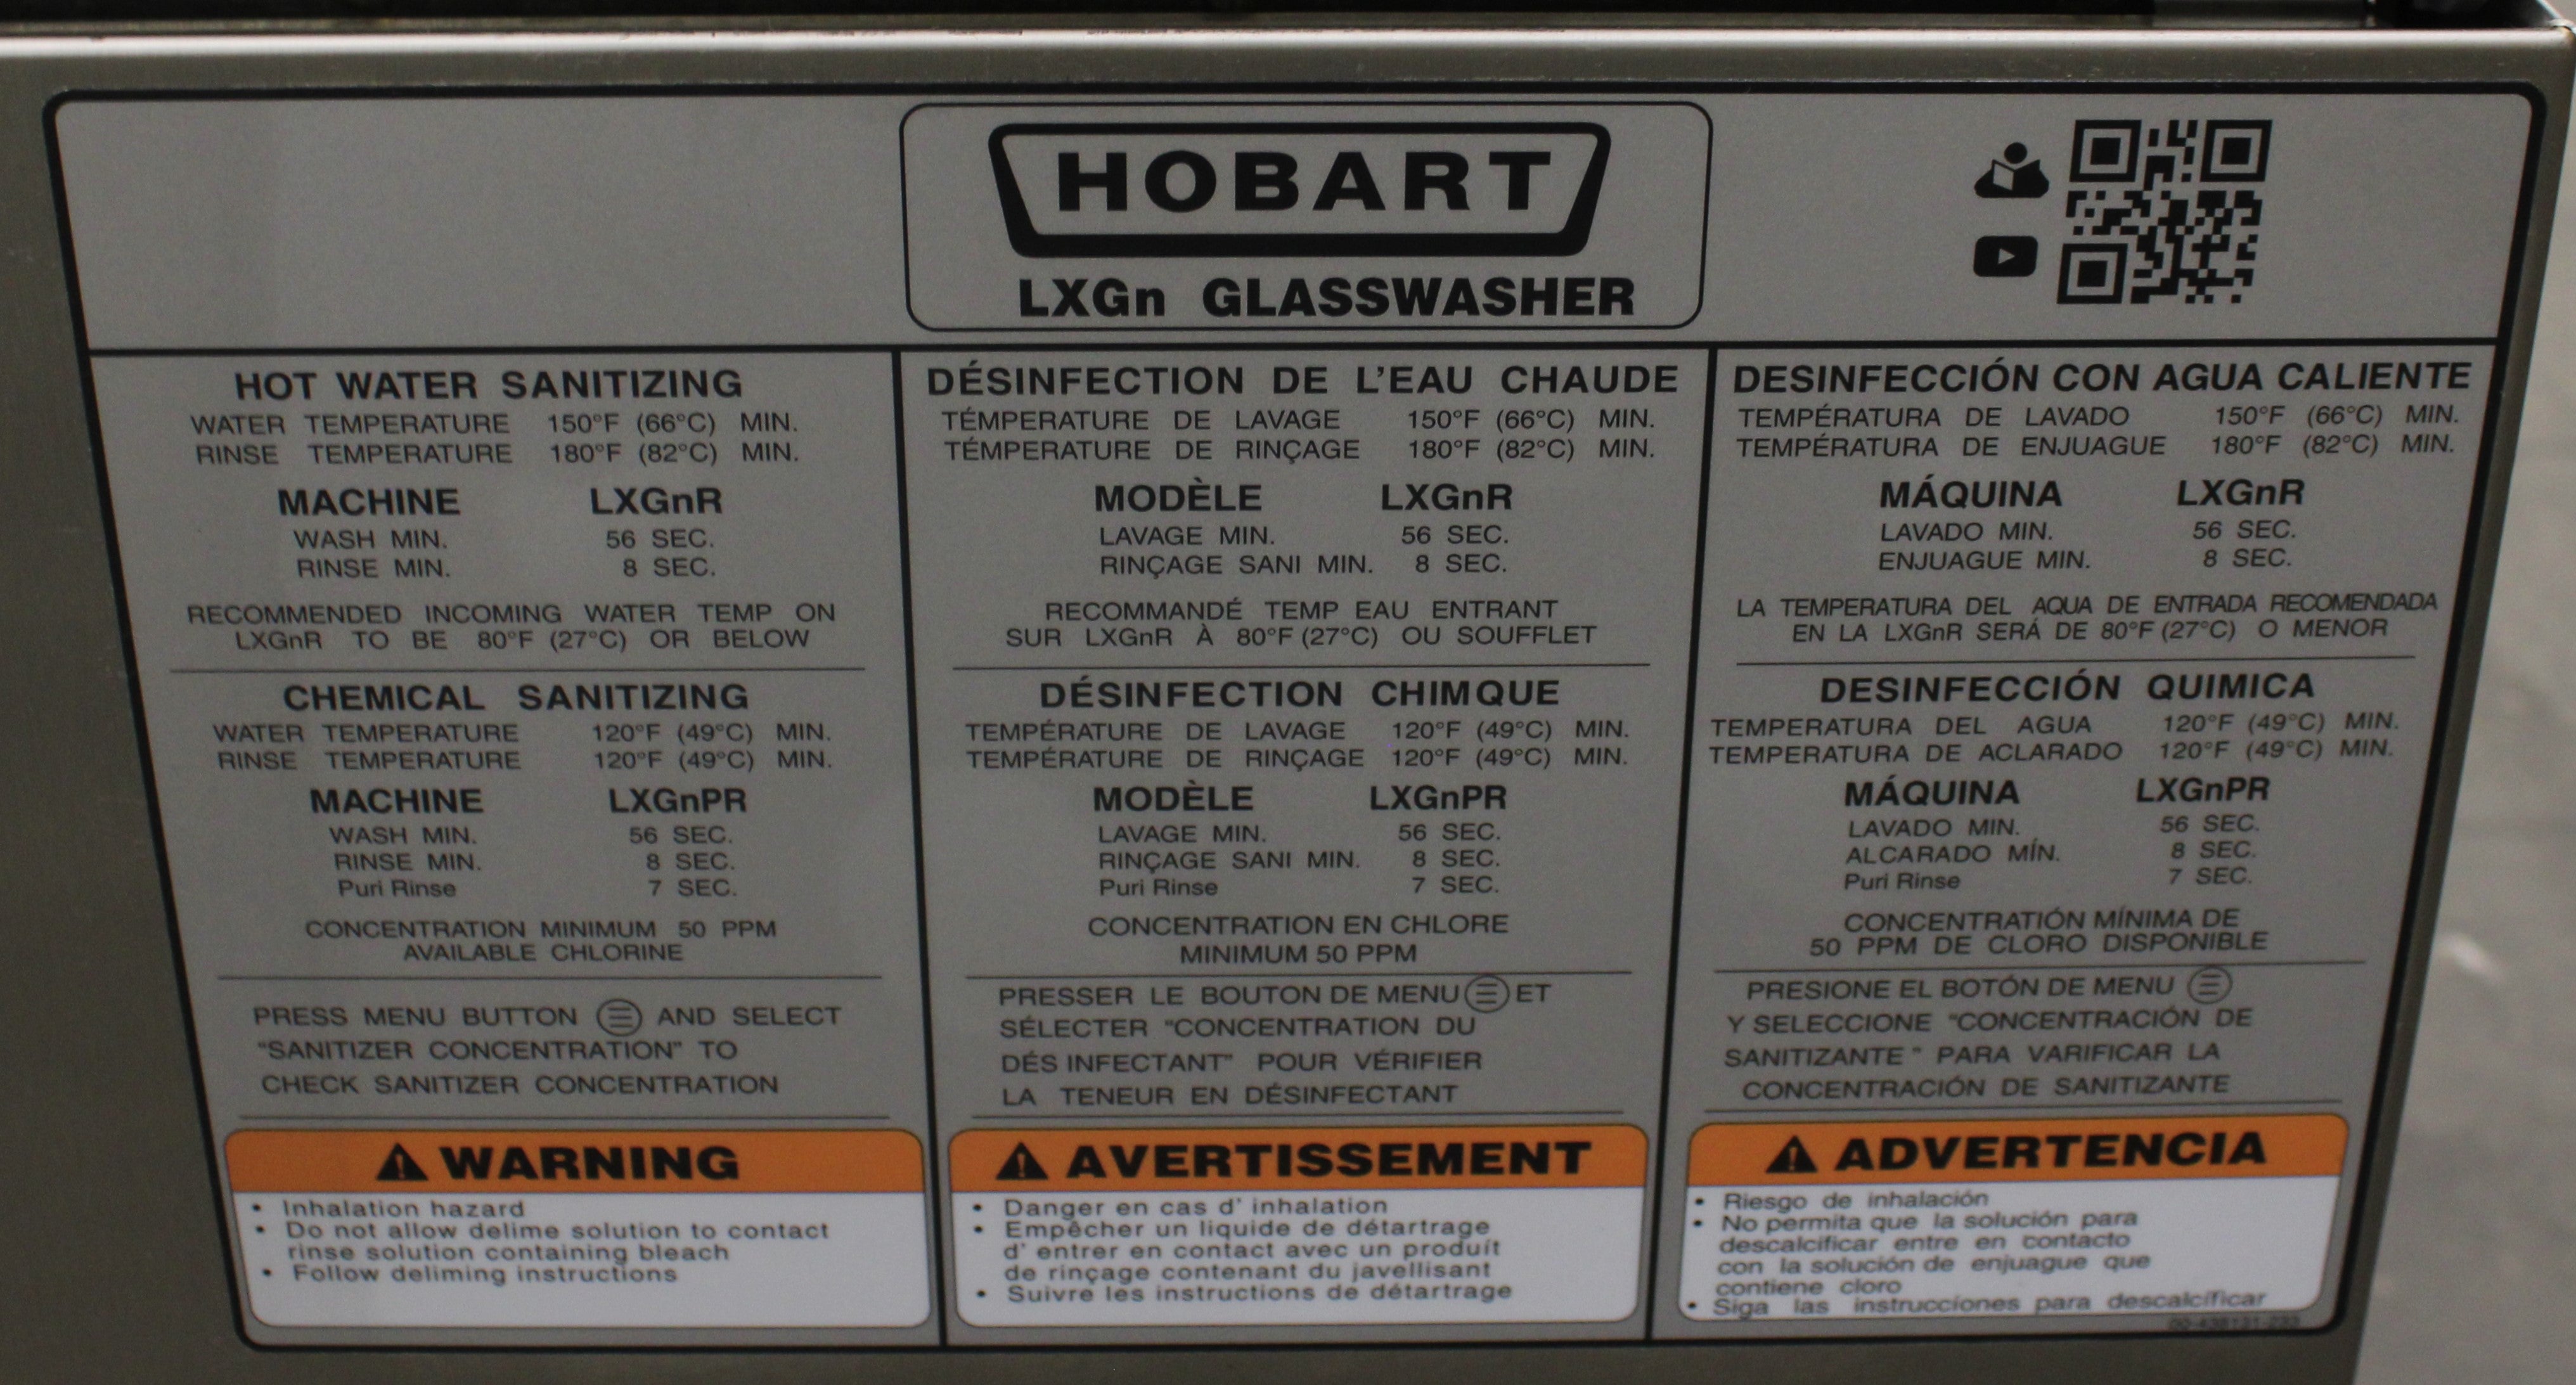 HOBART
LXGn GLASSWASHER
HOT WATER SANITIZING
WATER TEMPERATURE 150°F (66°C) MIN.
RINSE TEMPERATURE 180°F (82°C) MIN.
MACHINE LXGnR
WASH MIN. 56 SEC.
RINSE MIN. 8 SEC.
RECOMMENDED INCOMING WATER TEMP ON
LXGnR TO BE 80°F (27°C) OR BELOW
CHEMICAL SANITIZING
WATER TEMPERATURE 120°F (49°C) MIN.
RINSE TEMPERATURE 120°F (49°C) MIN.
MACHINE LXGnPR
WASH MIN. 56 SEC.
RINSE MIN. 8 SEC.
Puri Rinse 7 SEC.
CONCENTRATION MINIMUM 50 PPM
AVAILABLE CHLORINE
PRESS MENU BUTTON AND SELECT
"SANITIZER CONCENTRATION" TO
CHECK SANITIZER CONCENTRATION
WARNING
• Inhalation hazard
• Do not allow delime solution to contact
rinse solution containing bleach
• Follow deliming instructions
DÉSINFECTION DE L'EAU CHAUDE
TÉMPERATURE DE LAVAGE 150°F (66°C) MIN.
TÉMPERATURE DE RINÇAGE 180°F (82°C) MIN.
MODÈLE LXGnR
LAVAGE MIN. 56 SEC.
RINÇAGE SANI MIN. 8 SEC.
RECOMMANDÉ TEMP EAU ENTRANT
SUR LXGnR À 80°F (27°C) OU SOUFFLET
DÉSINFECTION CHIMQUE
TEMPÉRATURE DE LAVAGE 120°F (49°C) MIN.
TEMPÉRATURE DE RINÇAGE 120°F (49°C) MIN.
MODÈLE LXGnPR
LAVAGE MIN. 56 SEC.
RINÇAGE SANI MIN. 8 SEC.
Puri Rinse 7 SEC.
CONCENTRATION EN CHLORE
MINIMUM 50 PPM
PRESSER LE BOUTON DE MENU ET
SÉLECTER "CONCENTRATION DU
DÉS INFECTANT" POUR VÉRIFIER
LA TENEUR EN DÉSINFECTANT
AVERTISSEMENT
• Danger en cas d' inhalation
• Empêcher un liquide de détartrage
d' entrer en contact avec un produit
de rinçage contenant du javellisant
• Suivre les instructions de détartrage
DESINFECCIÓN CON AGUA CALIENTE
TEMPÉRATURA DE LAVADO 150°F (66°C) MIN.
TEMPÉRATURA DE ENJUAGUE 180°F (82°C) MIN.
MÁQUINA LXGnR
LAVADO MIN. 56 SEC.
ENJUAGUE MIN. 8 SEC.
LA TEMPERATURA DEL AQUA DE ENTRADA RECOMENDADA
EN LA LXGnR SERÁ DE 80°F (27°C) O MENOR
DESINFECCIÓN QUIMICA
TEMPERATURA DEL AGUA 120°F (49°C) MIN.
TEMPERATURA DE ACLARADO 120°F (49°C) MIN.
MÁQUINA LXGnPR
LAVADO MIN. 56 SEC.
ALCARADO MÍN. 8 SEC.
Puri Rinse 7 SEC.
CONCENTRATIÓN MÍNIMA DE
50 PPM DE CLORO DISPONIBLE
PRESIONE EL BOTÓN DE MENU
Y SELECCIONE "CONCENTRACIÓN DE
SANITIZANTE" PARA VARIFICAR LA
CONCENTRACIÓN DE SANITIZANTE
ADVERTENCIA
• Riesgo de inhalación
• No permita que la solución para
descalcificar entre en contacto
con la solución de enjuague que
contiene cloro
• Siga las instrucciones para descalcificar